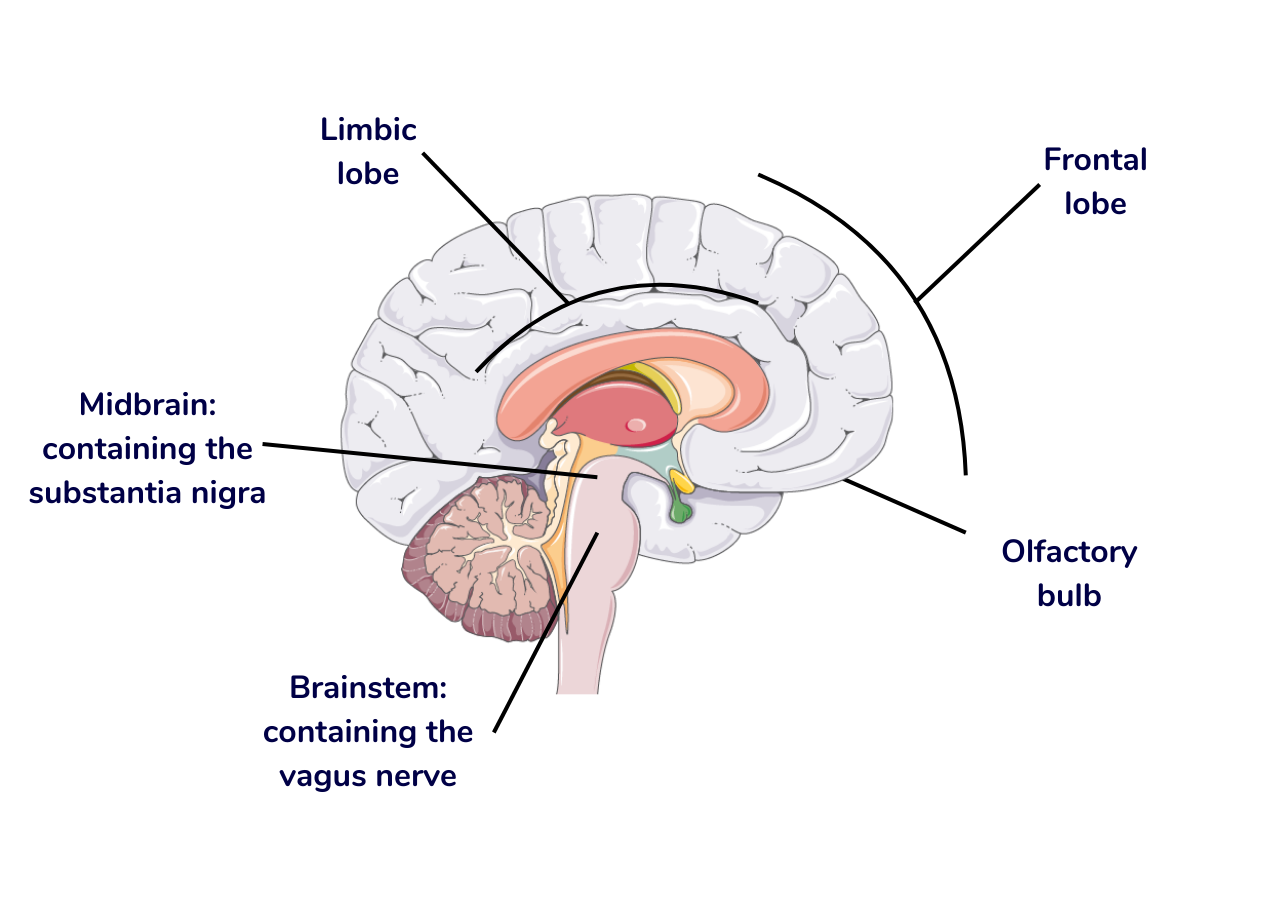 Limbic
lobe
Frontal
lobe
Midbrain:
containing the
substantia nigra
Olfactory
bulb
Brainstem:
containing the
vagus nerve